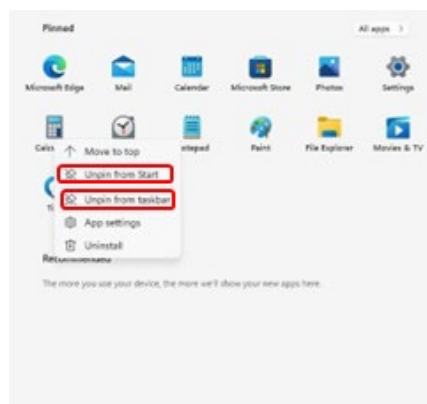 Pinned
All apps >
Microsoft Edge Mail Calendar Microsoft Store Photos Settings
Paint File Explorer Movies & TV
Move to top
Unpin from Start
Unpin from taskbar
App settings
Uninstall
Recommended
The more you use your device, the more we'll show your new apps here.